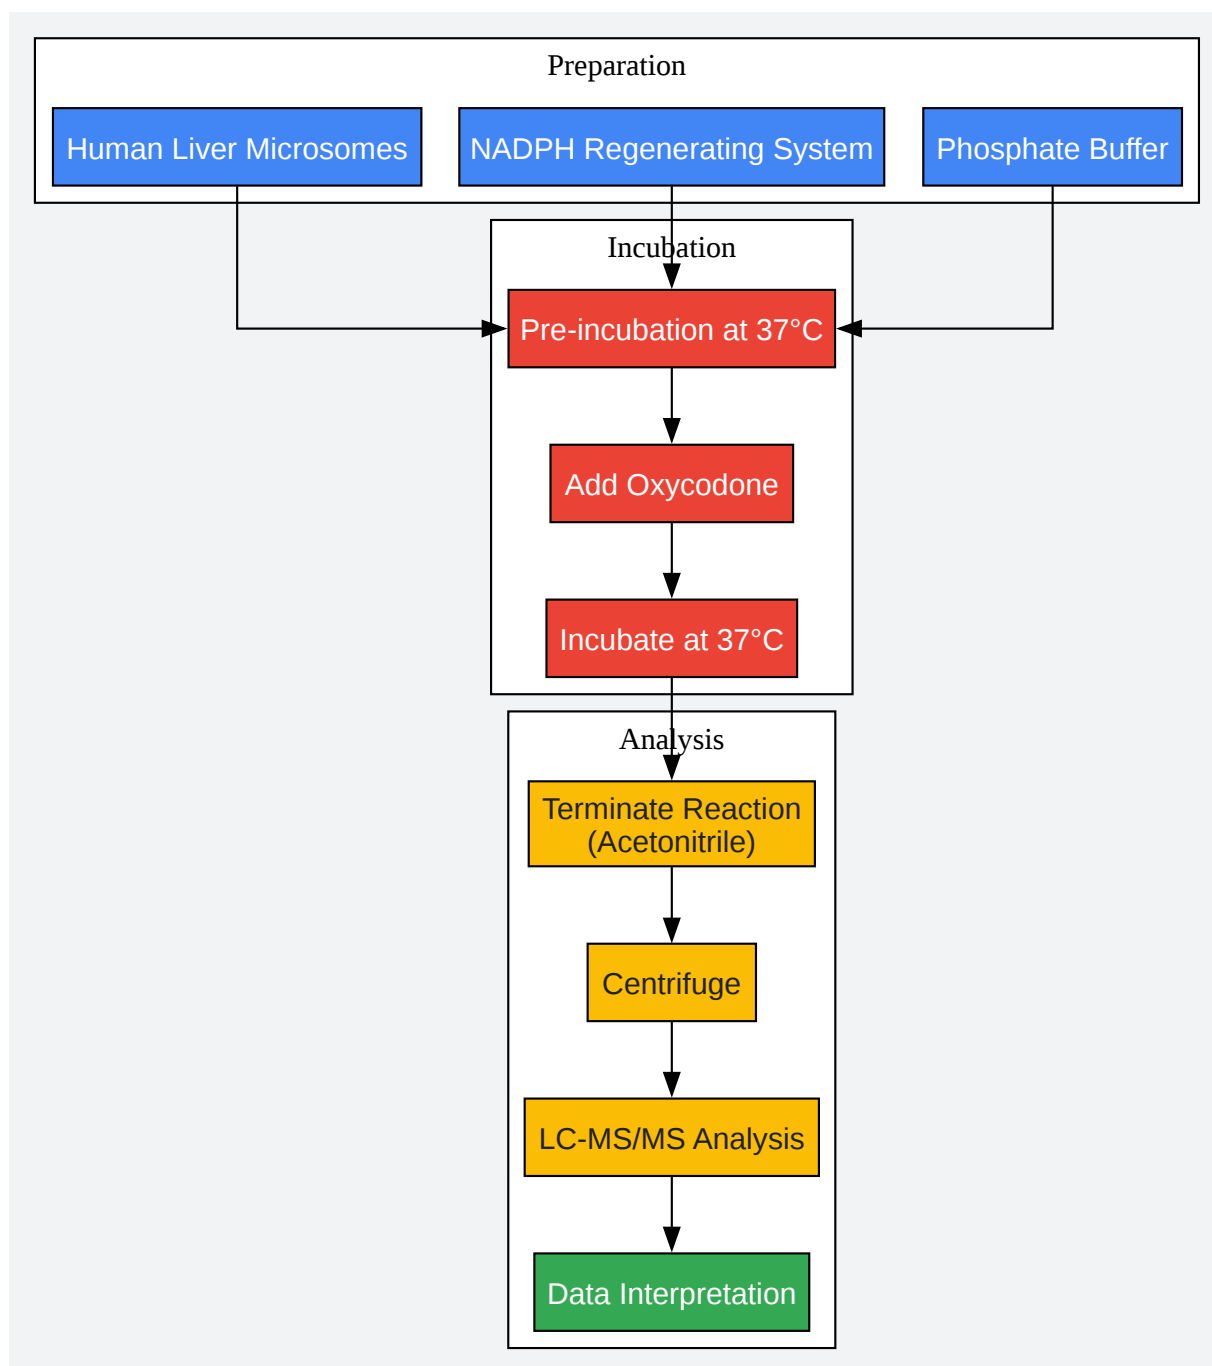 Preparation
Human Liver Microsomes
NADPH Regenerating System
Phosphate Buffer
Incubation
Pre-incubation at 37°C
Add Oxycodone
Incubate at 37°C
Analysis
Terminate Reaction
(Acetonitrile)
Centrifuge
LC-MS/MS Analysis
Data Interpretation